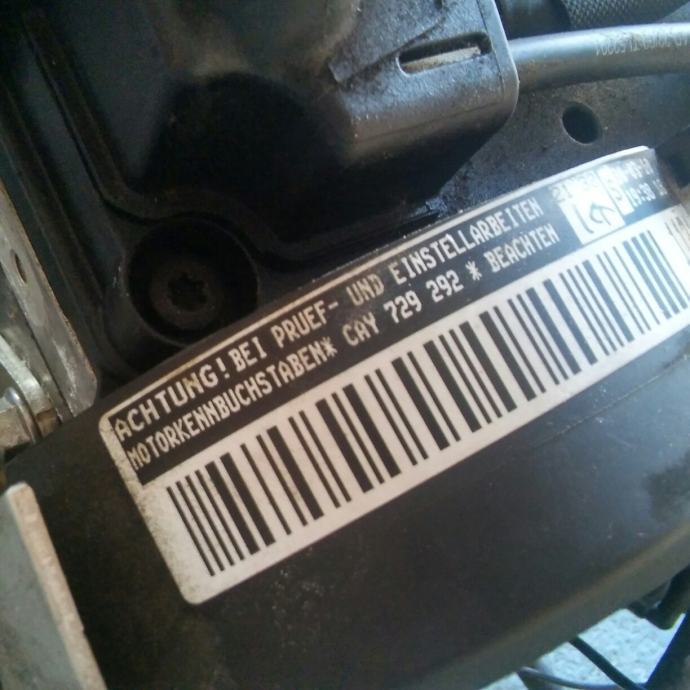 ACHTUNG! BEI PRUEF- UND EINSTELLARBEITEN
MOTORKENNBUCHSTABEN* CAY 729 292 * BEACHTEN